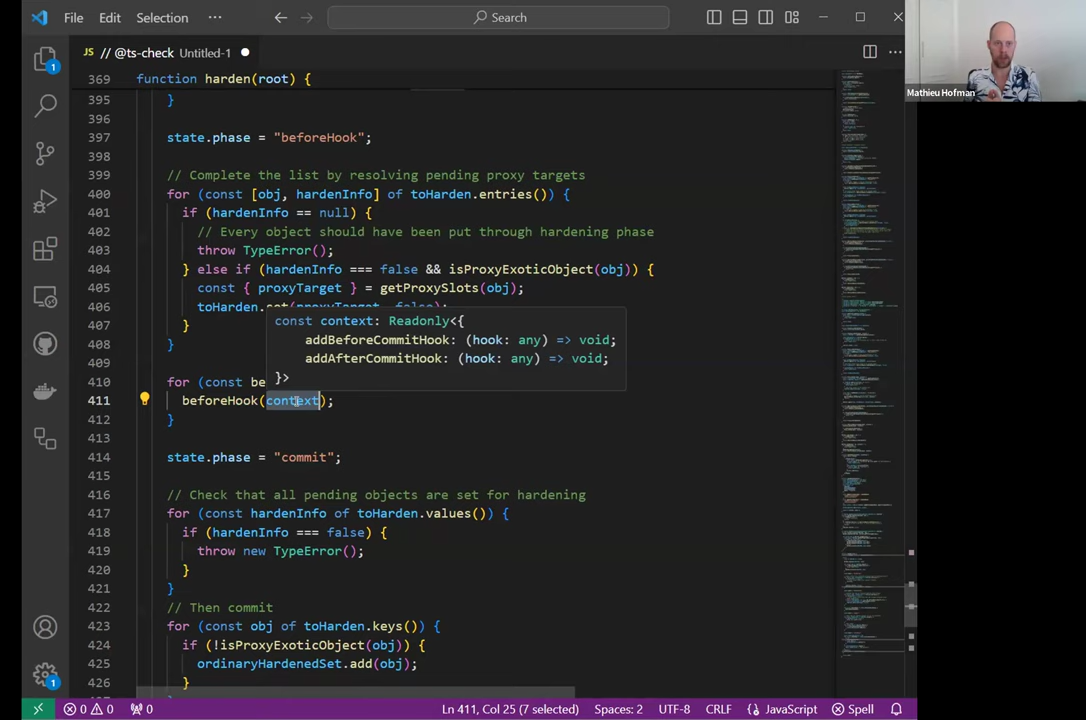 File Edit Selection ··· Search
JS // @ts-check Untitled-1
Mathieu Hofman
369 function harden(root) {
395 }
396
397 state.phase = "beforeHook";
398
399 // Complete the list by resolving pending proxy targets
400 for (const [obj, hardenInfo] of toHarden.entries()) {
401 if (hardenInfo == null) {
402 // Every object should have been put through hardening phase
403 throw TypeError();
404 } else if (hardenInfo === false && isProxyExoticObject(obj)) {
405 const { proxyTarget } = getProxySlots(obj);
406 toHarden.set(proxyTarget, false);
407 }
const context: Readonly<{
addBeforeCommitHook: (hook: any) => void;
addAfterCommitHook: (hook: any) => void;
}>
408 }
409
410 for (const be
411 beforeHook(context);
412 }
413
414 state.phase = "commit";
415
416 // Check that all pending objects are set for hardening
417 for (const hardenInfo of toHarden.values()) {
418 if (hardenInfo === false) {
419 throw new TypeError();
420 }
421 }
422 // Then commit
423 for (const obj of toHarden.keys()) {
424 if (!isProxyExoticObject(obj)) {
425 ordinaryHardenedSet.add(obj);
426 }
0 0 0 Ln 411, Col 25 (7 selected) Spaces: 2 UTF-8 CRLF {} JavaScript Spell